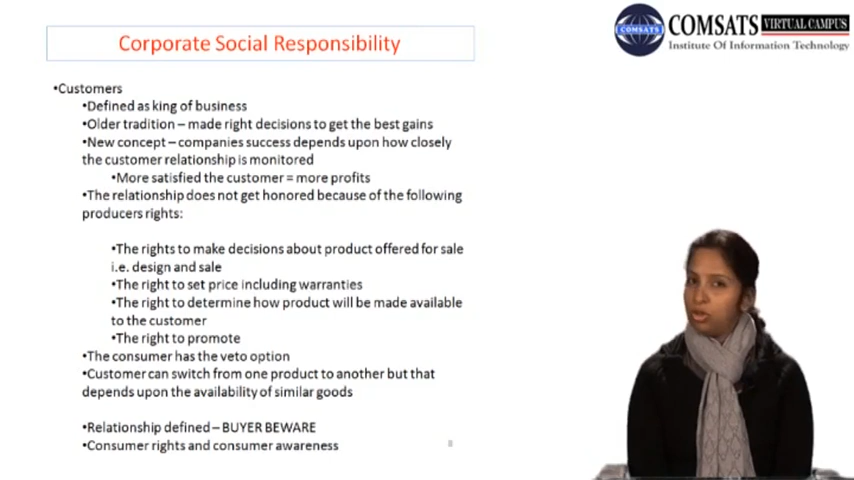 Corporate Social Responsibility
COMSATS
COMSATS VIRTUAL CAMPUS
Institute Of Information Technology
•Customers
•Defined as king of business
•Older tradition – made right decisions to get the best gains
•New concept – companies success depends upon how closely
the customer relationship is monitored
•More satisfied the customer = more profits
•The relationship does not get honored because of the following
producers rights:
•The rights to make decisions about product offered for sale
i.e. design and sale
•The right to set price including warranties
•The right to determine how product will be made available
to the customer
•The right to promote
•The consumer has the veto option
•Customer can switch from one product to another but that
depends upon the availability of similar goods
•Relationship defined – BUYER BEWARE
•Consumer rights and consumer awareness